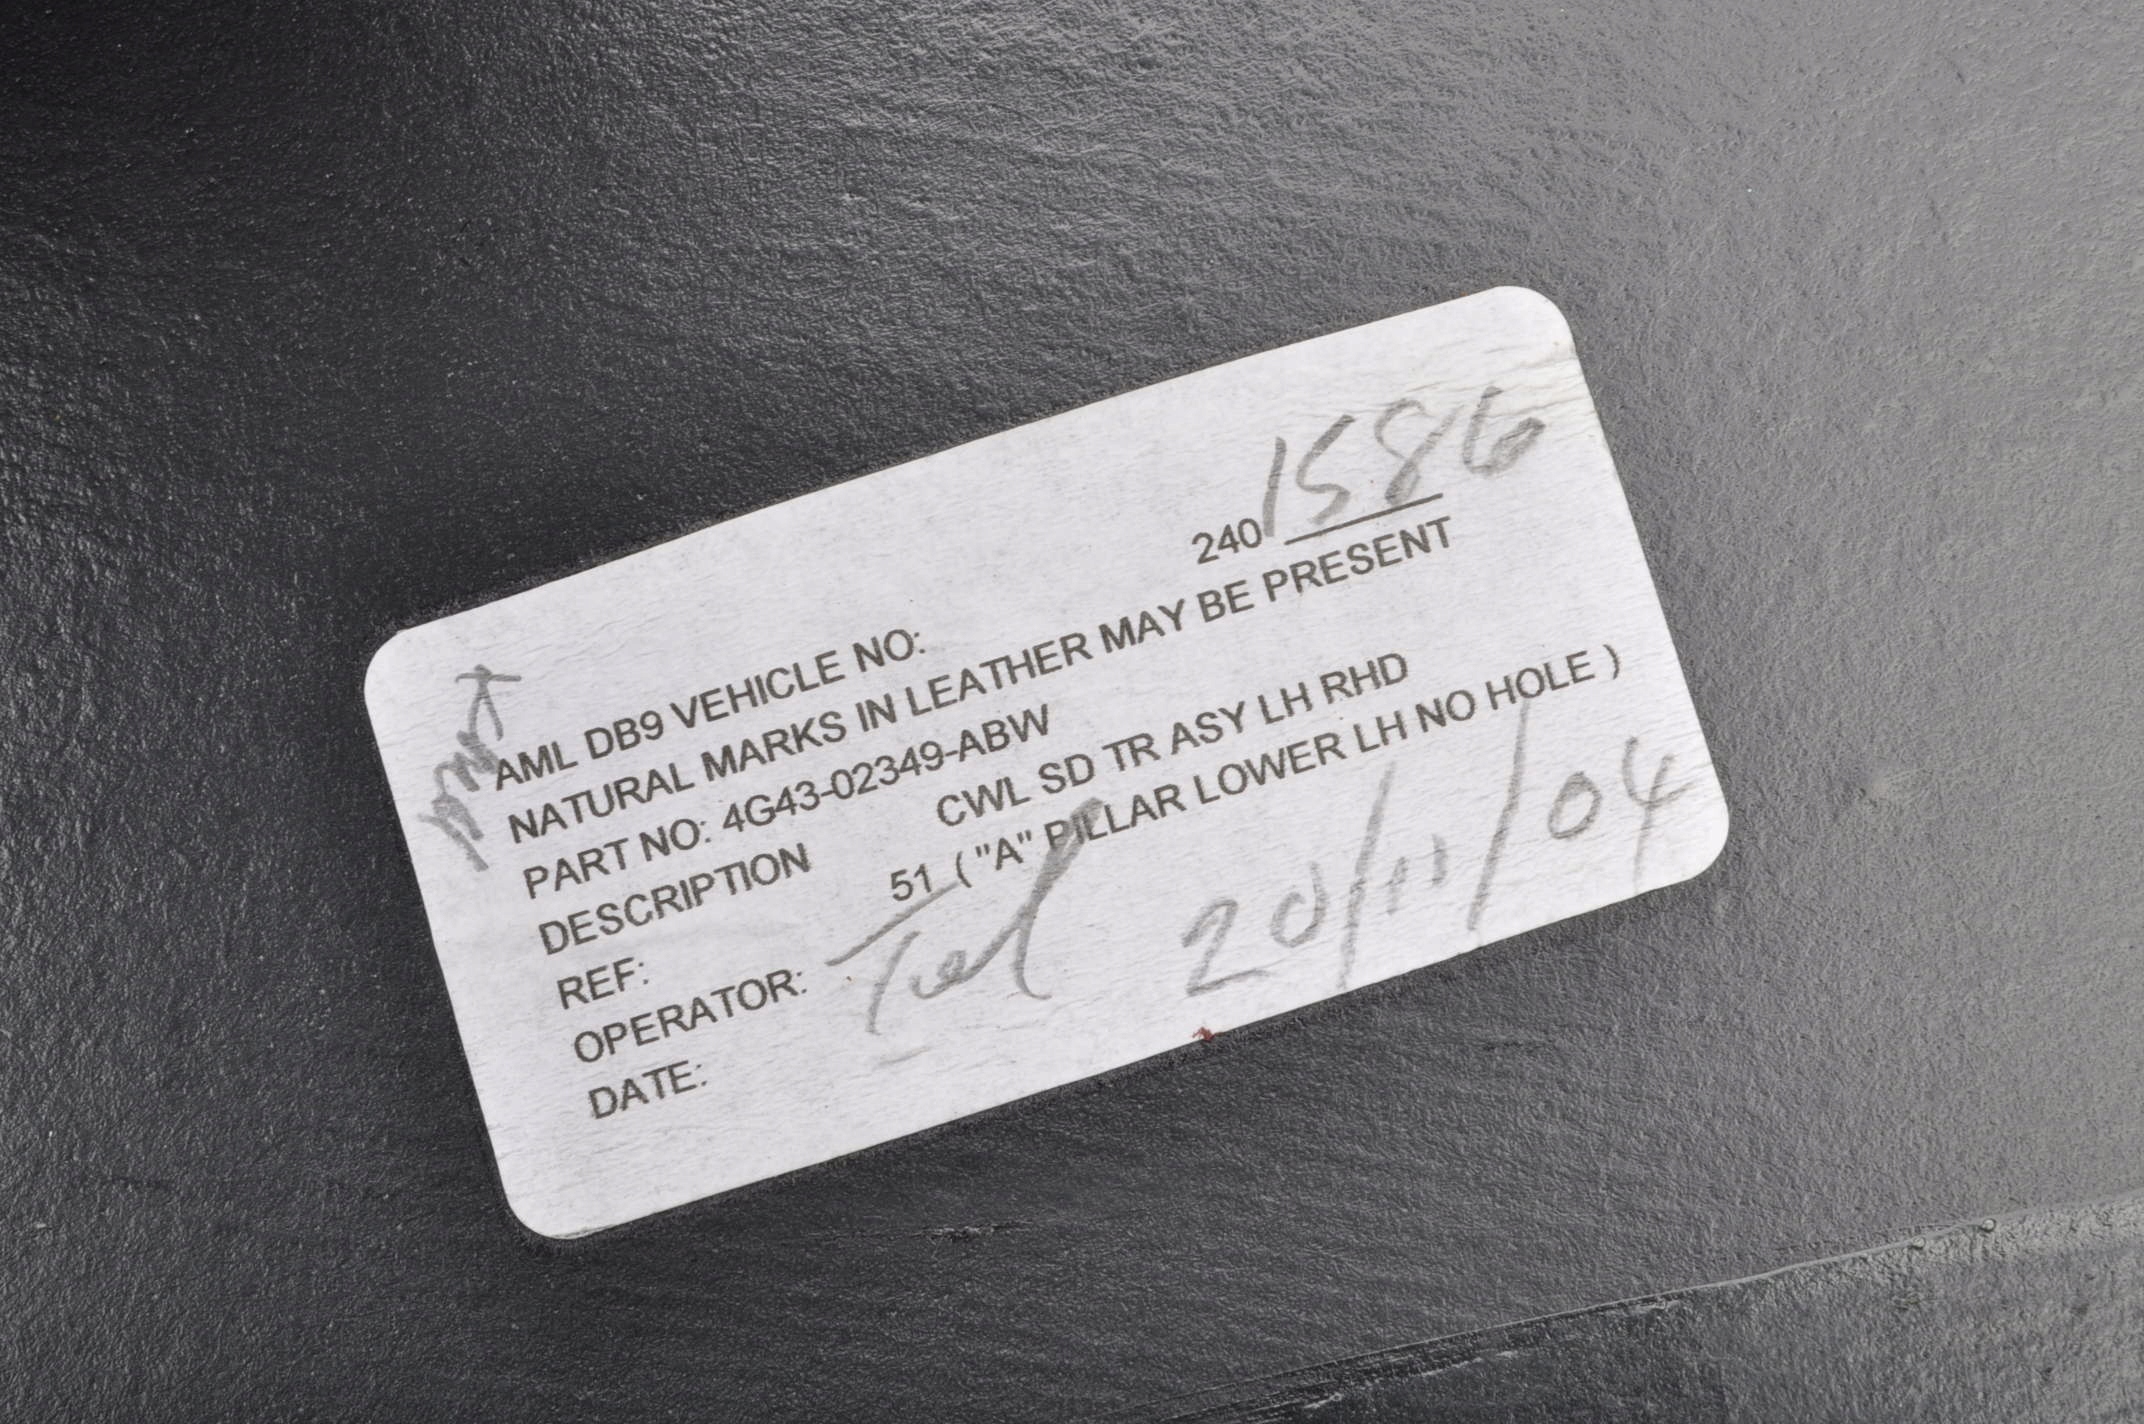 AML DB9 VEHICLE NO: 240 1586
NATURAL MARKS IN LEATHER MAY BE PRESENT
PART NO: 4G43-02349-ABW
DESCRIPTION CWL SD TR ASY LH RHD
REF: 51 ( "A" PILLAR LOWER LH NO HOLE )
OPERATOR:
DATE: 20/11/04